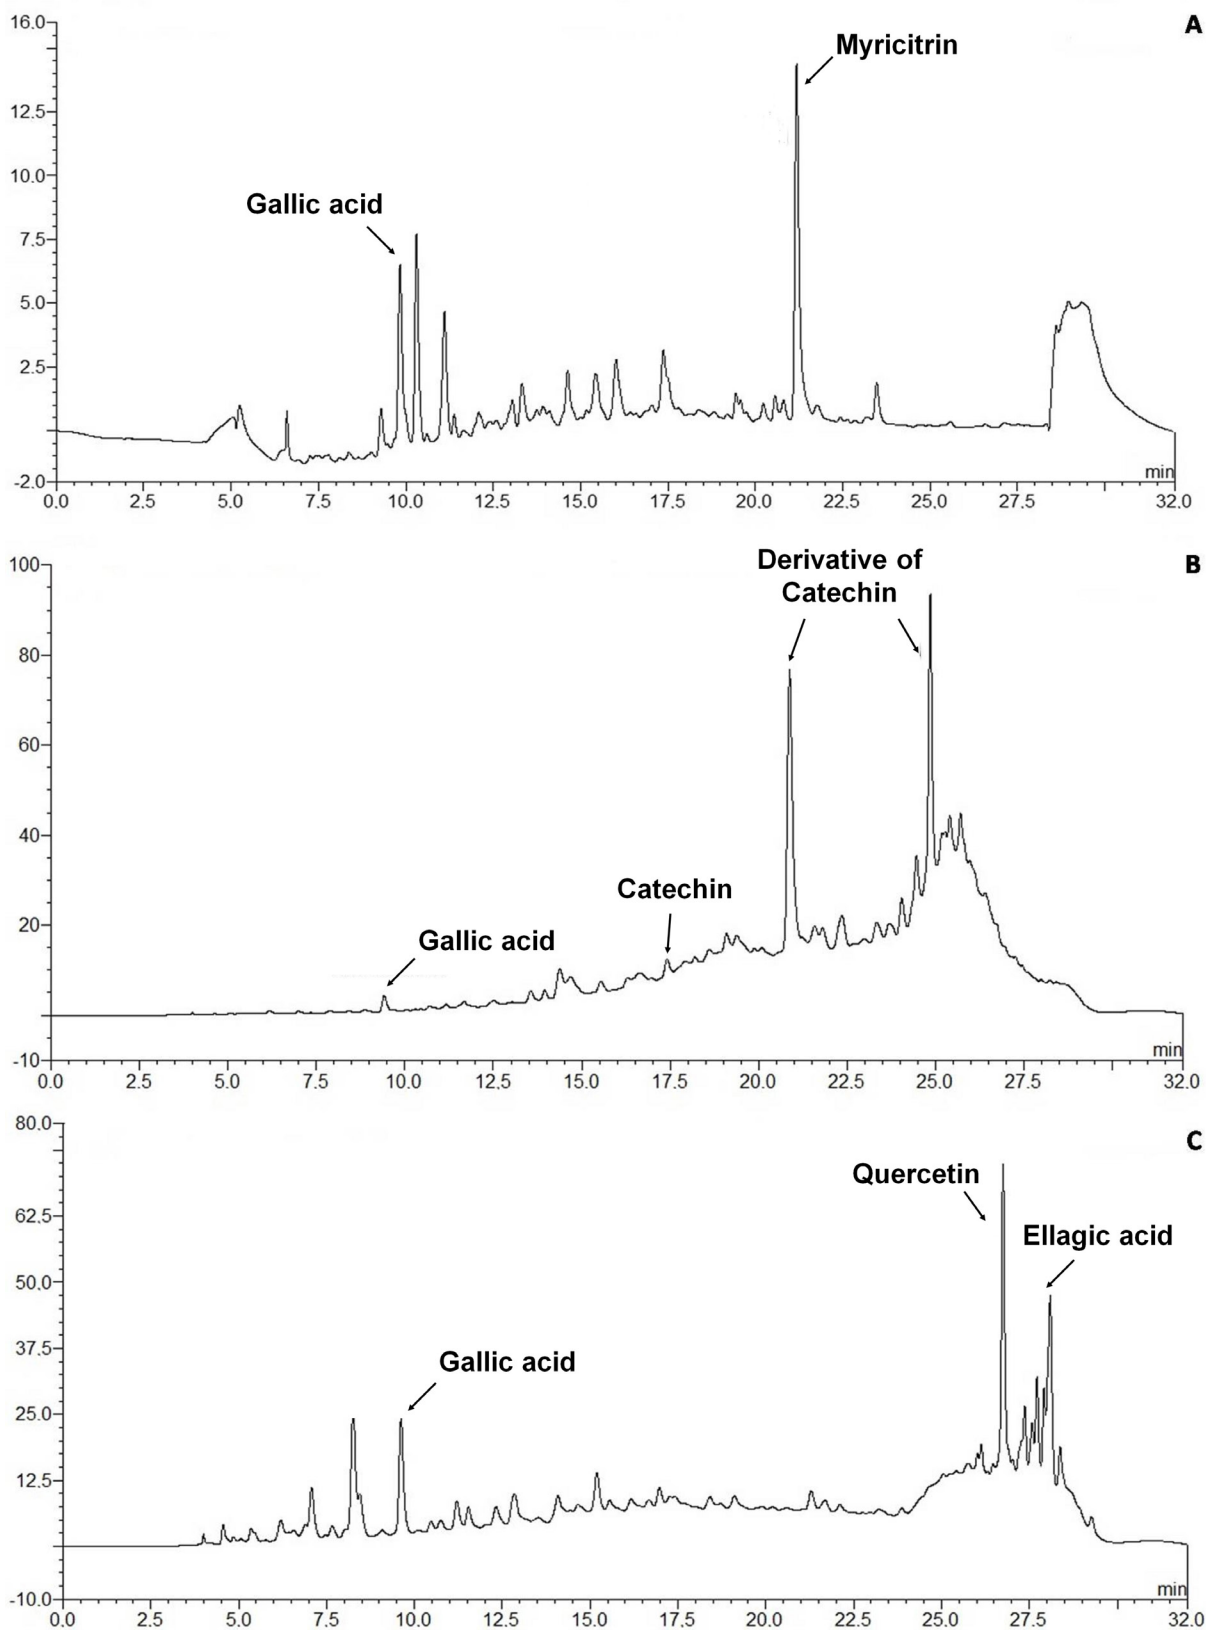 A
16.0
Myricitrin
12.5
10.0
Gallic acid
7.5
5.0
2.5
-2.0
min
0.0 2.5 5.0 7.5 10.0 12.5 15.0 17.5 20.0 22.5 25.0 27.5 32.0
B
100
Derivative of
Catechin
80
60
40
Catechin
20
Gallic acid
-10
min
0.0 2.5 5.0 7.5 10.0 12.5 15.0 17.5 20.0 22.5 25.0 27.5 32.0
C
80.0
Quercetin
62.5
Ellagic acid
50.0
37.5
Gallic acid
25.0
12.5
-10.0
min
0.0 2.5 5.0 7.5 10.0 12.5 15.0 17.5 20.0 22.5 25.0 27.5 32.0